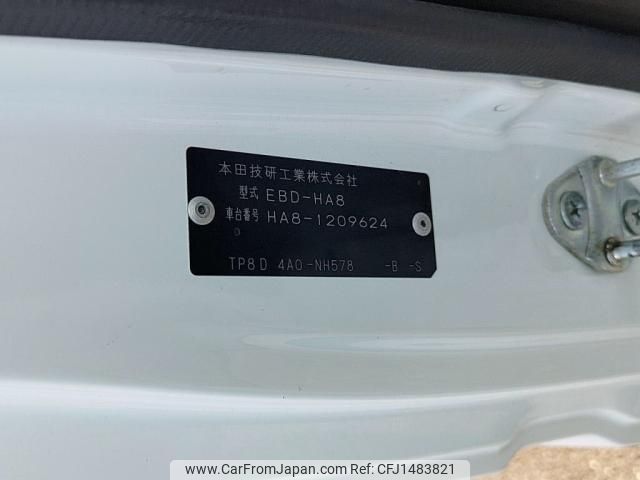 本田技研工業株式会社
型式 EBD-HA8
車台番号 HA8-1209624
D
TP8D 4A0-NH578 -B -S
www.CarFromJapan.com - CFJ1483821